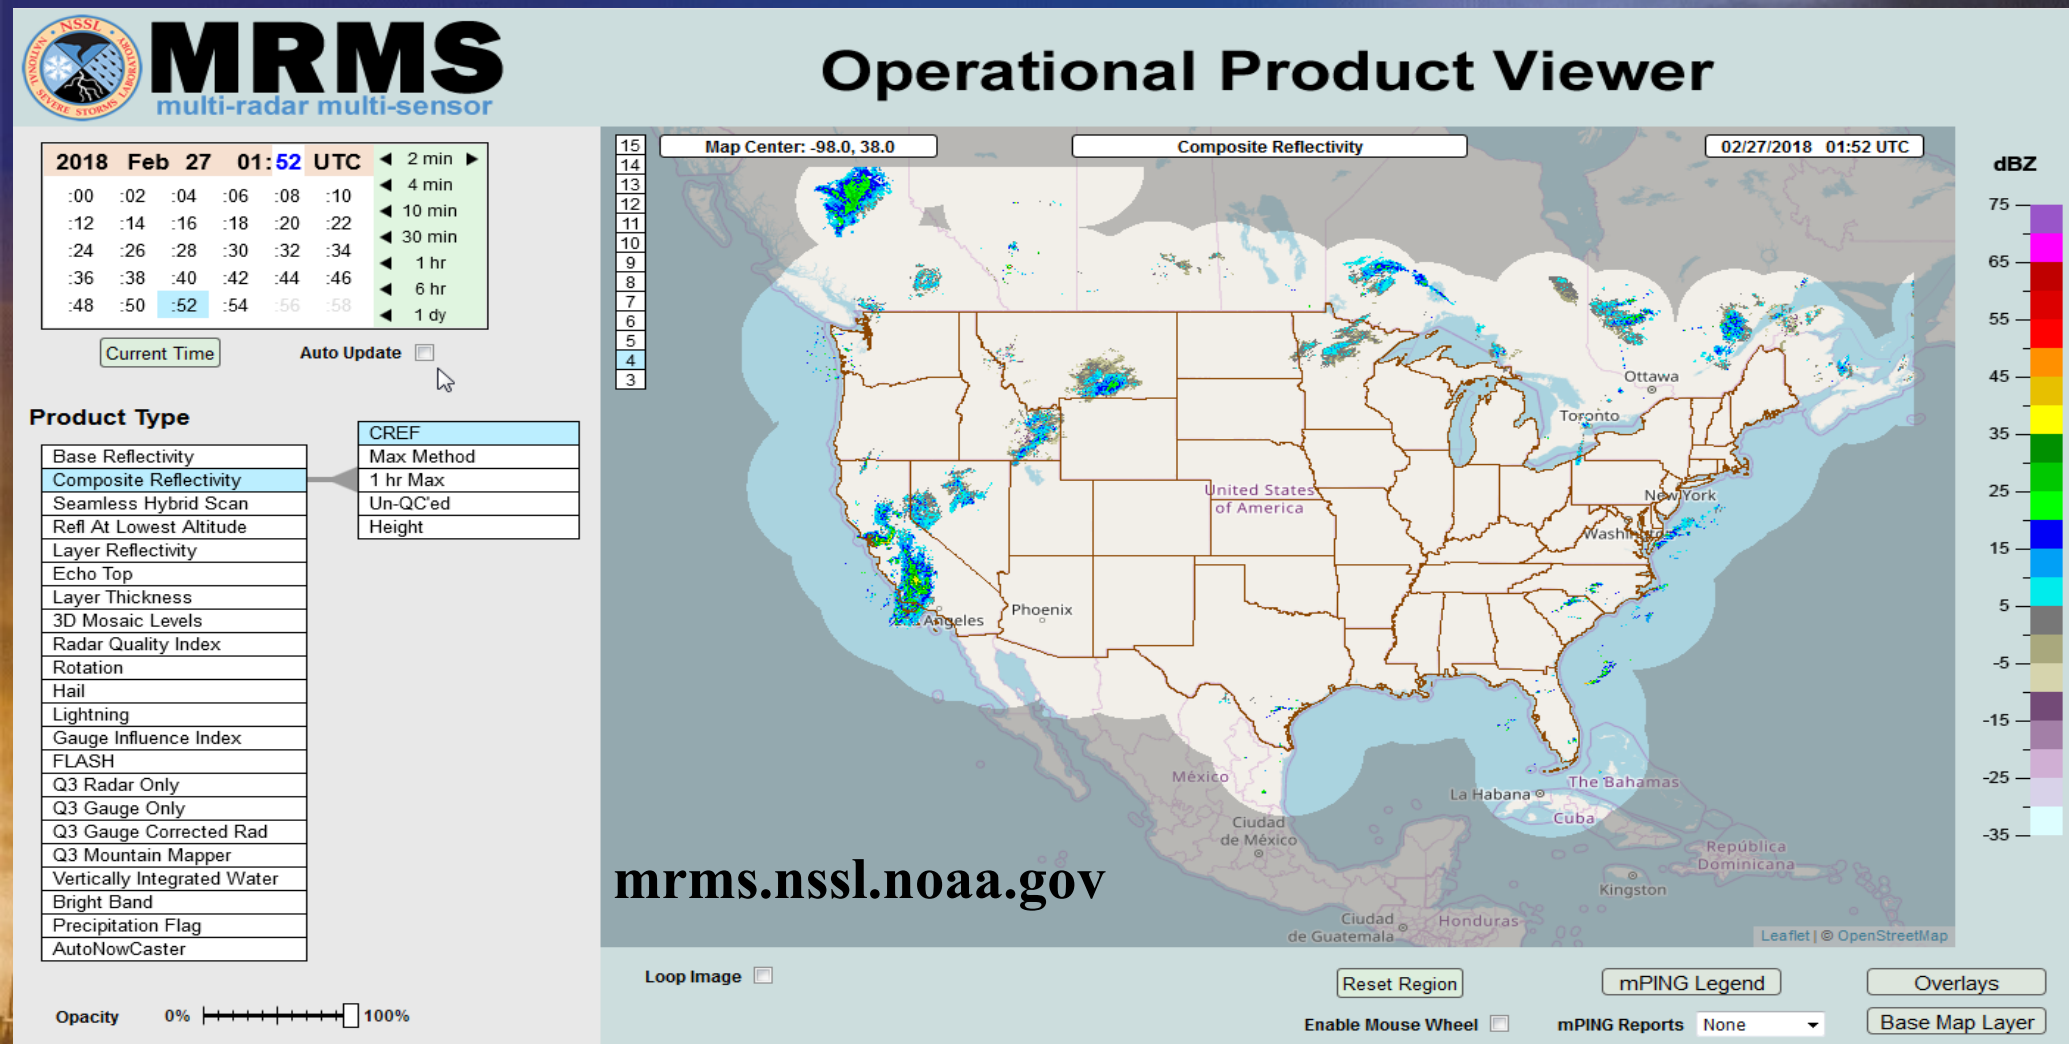 NSSL
NATIONAL SEVERE STORMS LABORATORY
MRMS
multi-radar multi-sensor
Operational Product Viewer
2018 Feb 27 01:52 UTC
2 min
:00 :02 :04 :06 :08 :10
4 min
:12 :14 :16 :18 :20 :22
10 min
:24 :26 :28 :30 :32 :34
30 min
:36 :38 :40 :42 :44 :46
1 hr
:48 :50 :52 :54 :56 :58
6 hr
1 dy
Current Time
Auto Update
Product Type
Base Reflectivity
Composite Reflectivity
Seamless Hybrid Scan
Refl At Lowest Altitude
Layer Reflectivity
Echo Top
Layer Thickness
3D Mosaic Levels
Radar Quality Index
Rotation
Hail
Lightning
Gauge Influence Index
FLASH
Q3 Radar Only
Q3 Gauge Only
Q3 Gauge Corrected Rad
Q3 Mountain Mapper
Vertically Integrated Water
Bright Band
Precipitation Flag
AutoNowCaster
CREF
Max Method
1 hr Max
Un-QC'ed
Height
Opacity 0% 100%
15
14
13
12
11
10
9
8
7
6
5
4
3
Map Center: -98.0, 38.0
Composite Reflectivity
02/27/2018 01:52 UTC
Ottawa
Toronto
United States
of America
New York
Phoenix
Angeles
México
La Habana
The Bahamas
Cuba
Ciudad
de México
República
Dominicana
Kingston
Ciudad
de Guatemala
Honduras
mrms.nssl.noaa.gov
Leaflet | © OpenStreetMap
dBZ
75
65
55
45
35
25
15
5
-5
-15
-25
-35
Loop Image
Reset Region
mPING Legend
Overlays
Enable Mouse Wheel
mPING Reports None
Base Map Layer